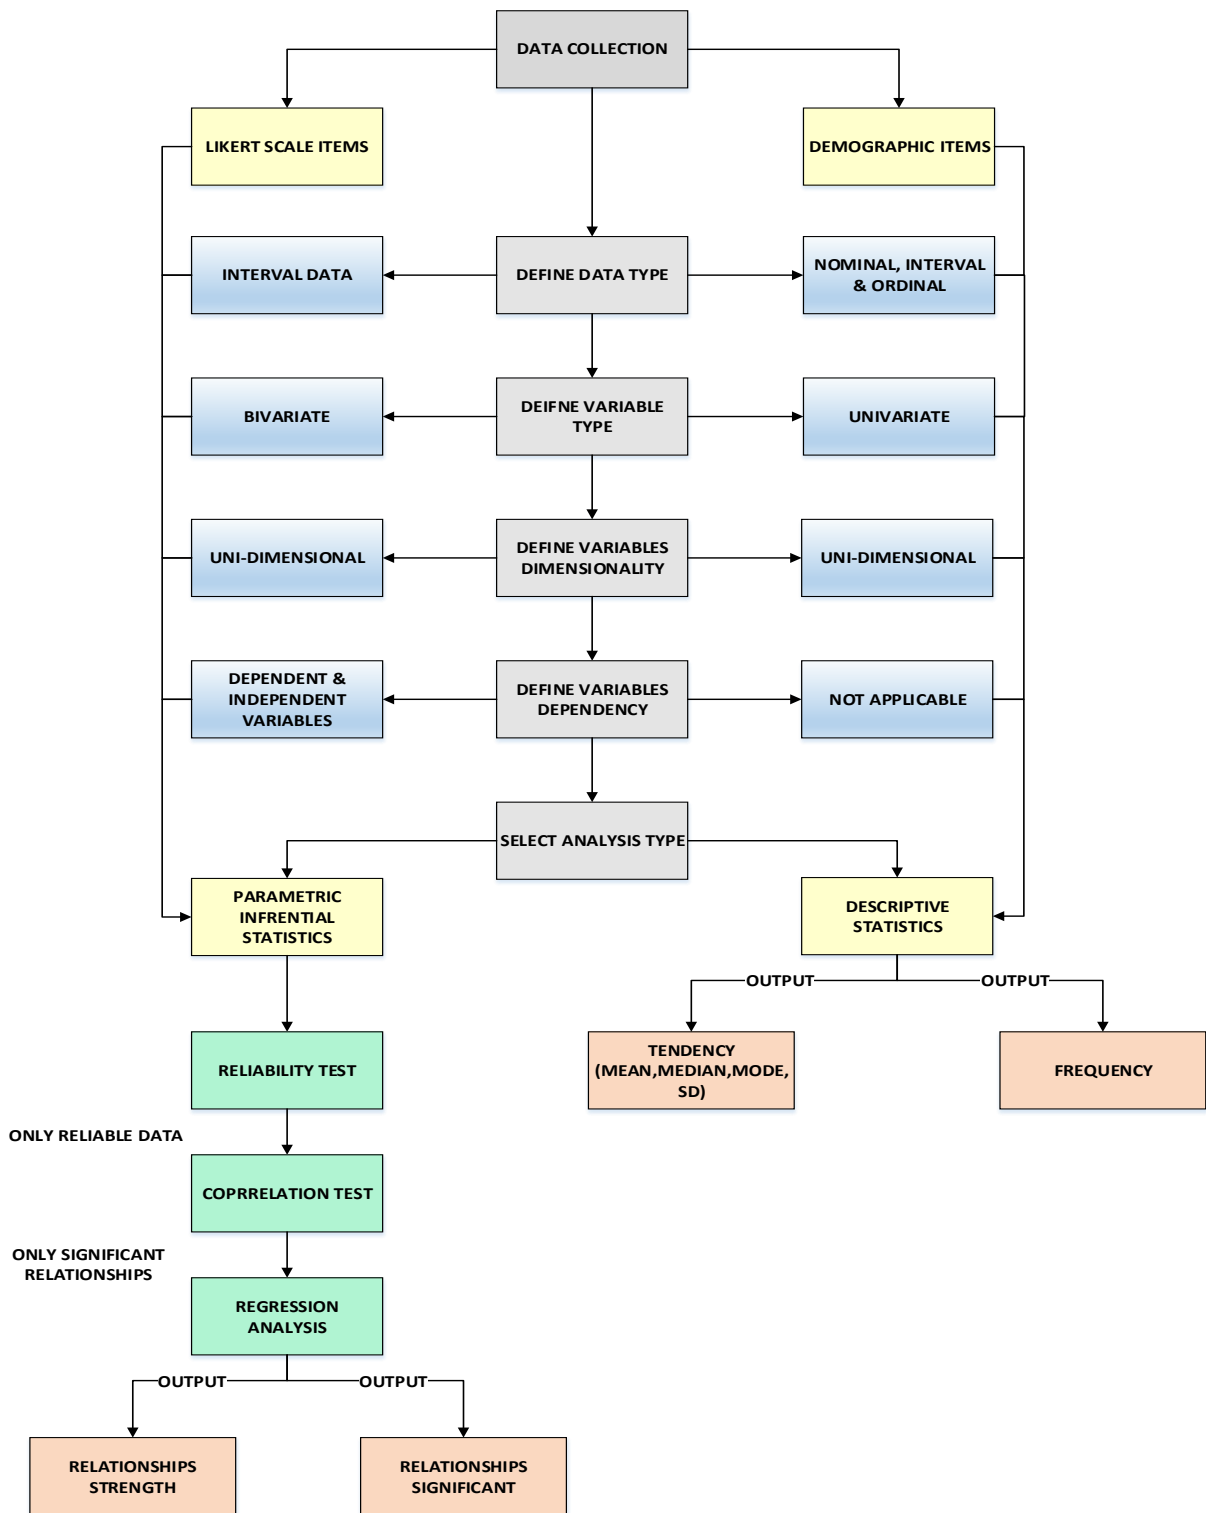 DATA COLLECTION
LIKERT SCALE ITEMS
DEMOGRAPHIC ITEMS
INTERVAL DATA
DEFINE DATA TYPE
NOMINAL, INTERVAL
& ORDINAL
BIVARIATE
DEIFNE VARIABLE
TYPE
UNIVARIATE
UNI-DIMENSIONAL
DEFINE VARIABLES
DIMENSIONALITY
UNI-DIMENSIONAL
DEPENDENT &
INDEPENDENT
VARIABLES
DEFINE VARIABLES
DEPENDENCY
NOT APPLICABLE
SELECT ANALYSIS TYPE
PARAMETRIC
INFRENTIAL
STATISTICS
DESCRIPTIVE
STATISTICS
OUTPUT
OUTPUT
RELIABILITY TEST
TENDENCY
(MEAN,MEDIAN,MODE,
SD)
FREQUENCY
ONLY RELIABLE DATA
COPRRELATION TEST
ONLY SIGNIFICANT
RELATIONSHIPS
REGRESSION
ANALYSIS
OUTPUT
OUTPUT
RELATIONSHIPS
STRENGTH
RELATIONSHIPS
SIGNIFICANT